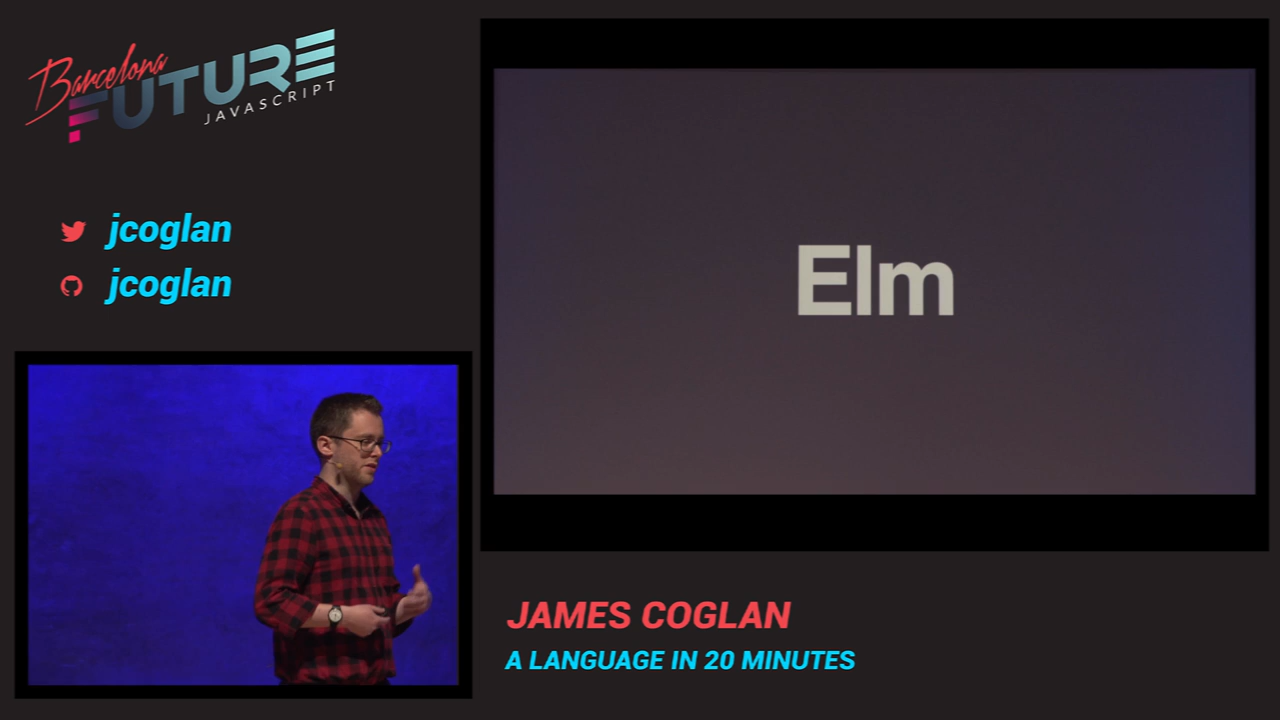 Barcelona
FUTURE
JAVASCRIPT
jcoglan
jcoglan
Elm
JAMES COGLAN
A LANGUAGE IN 20 MINUTES